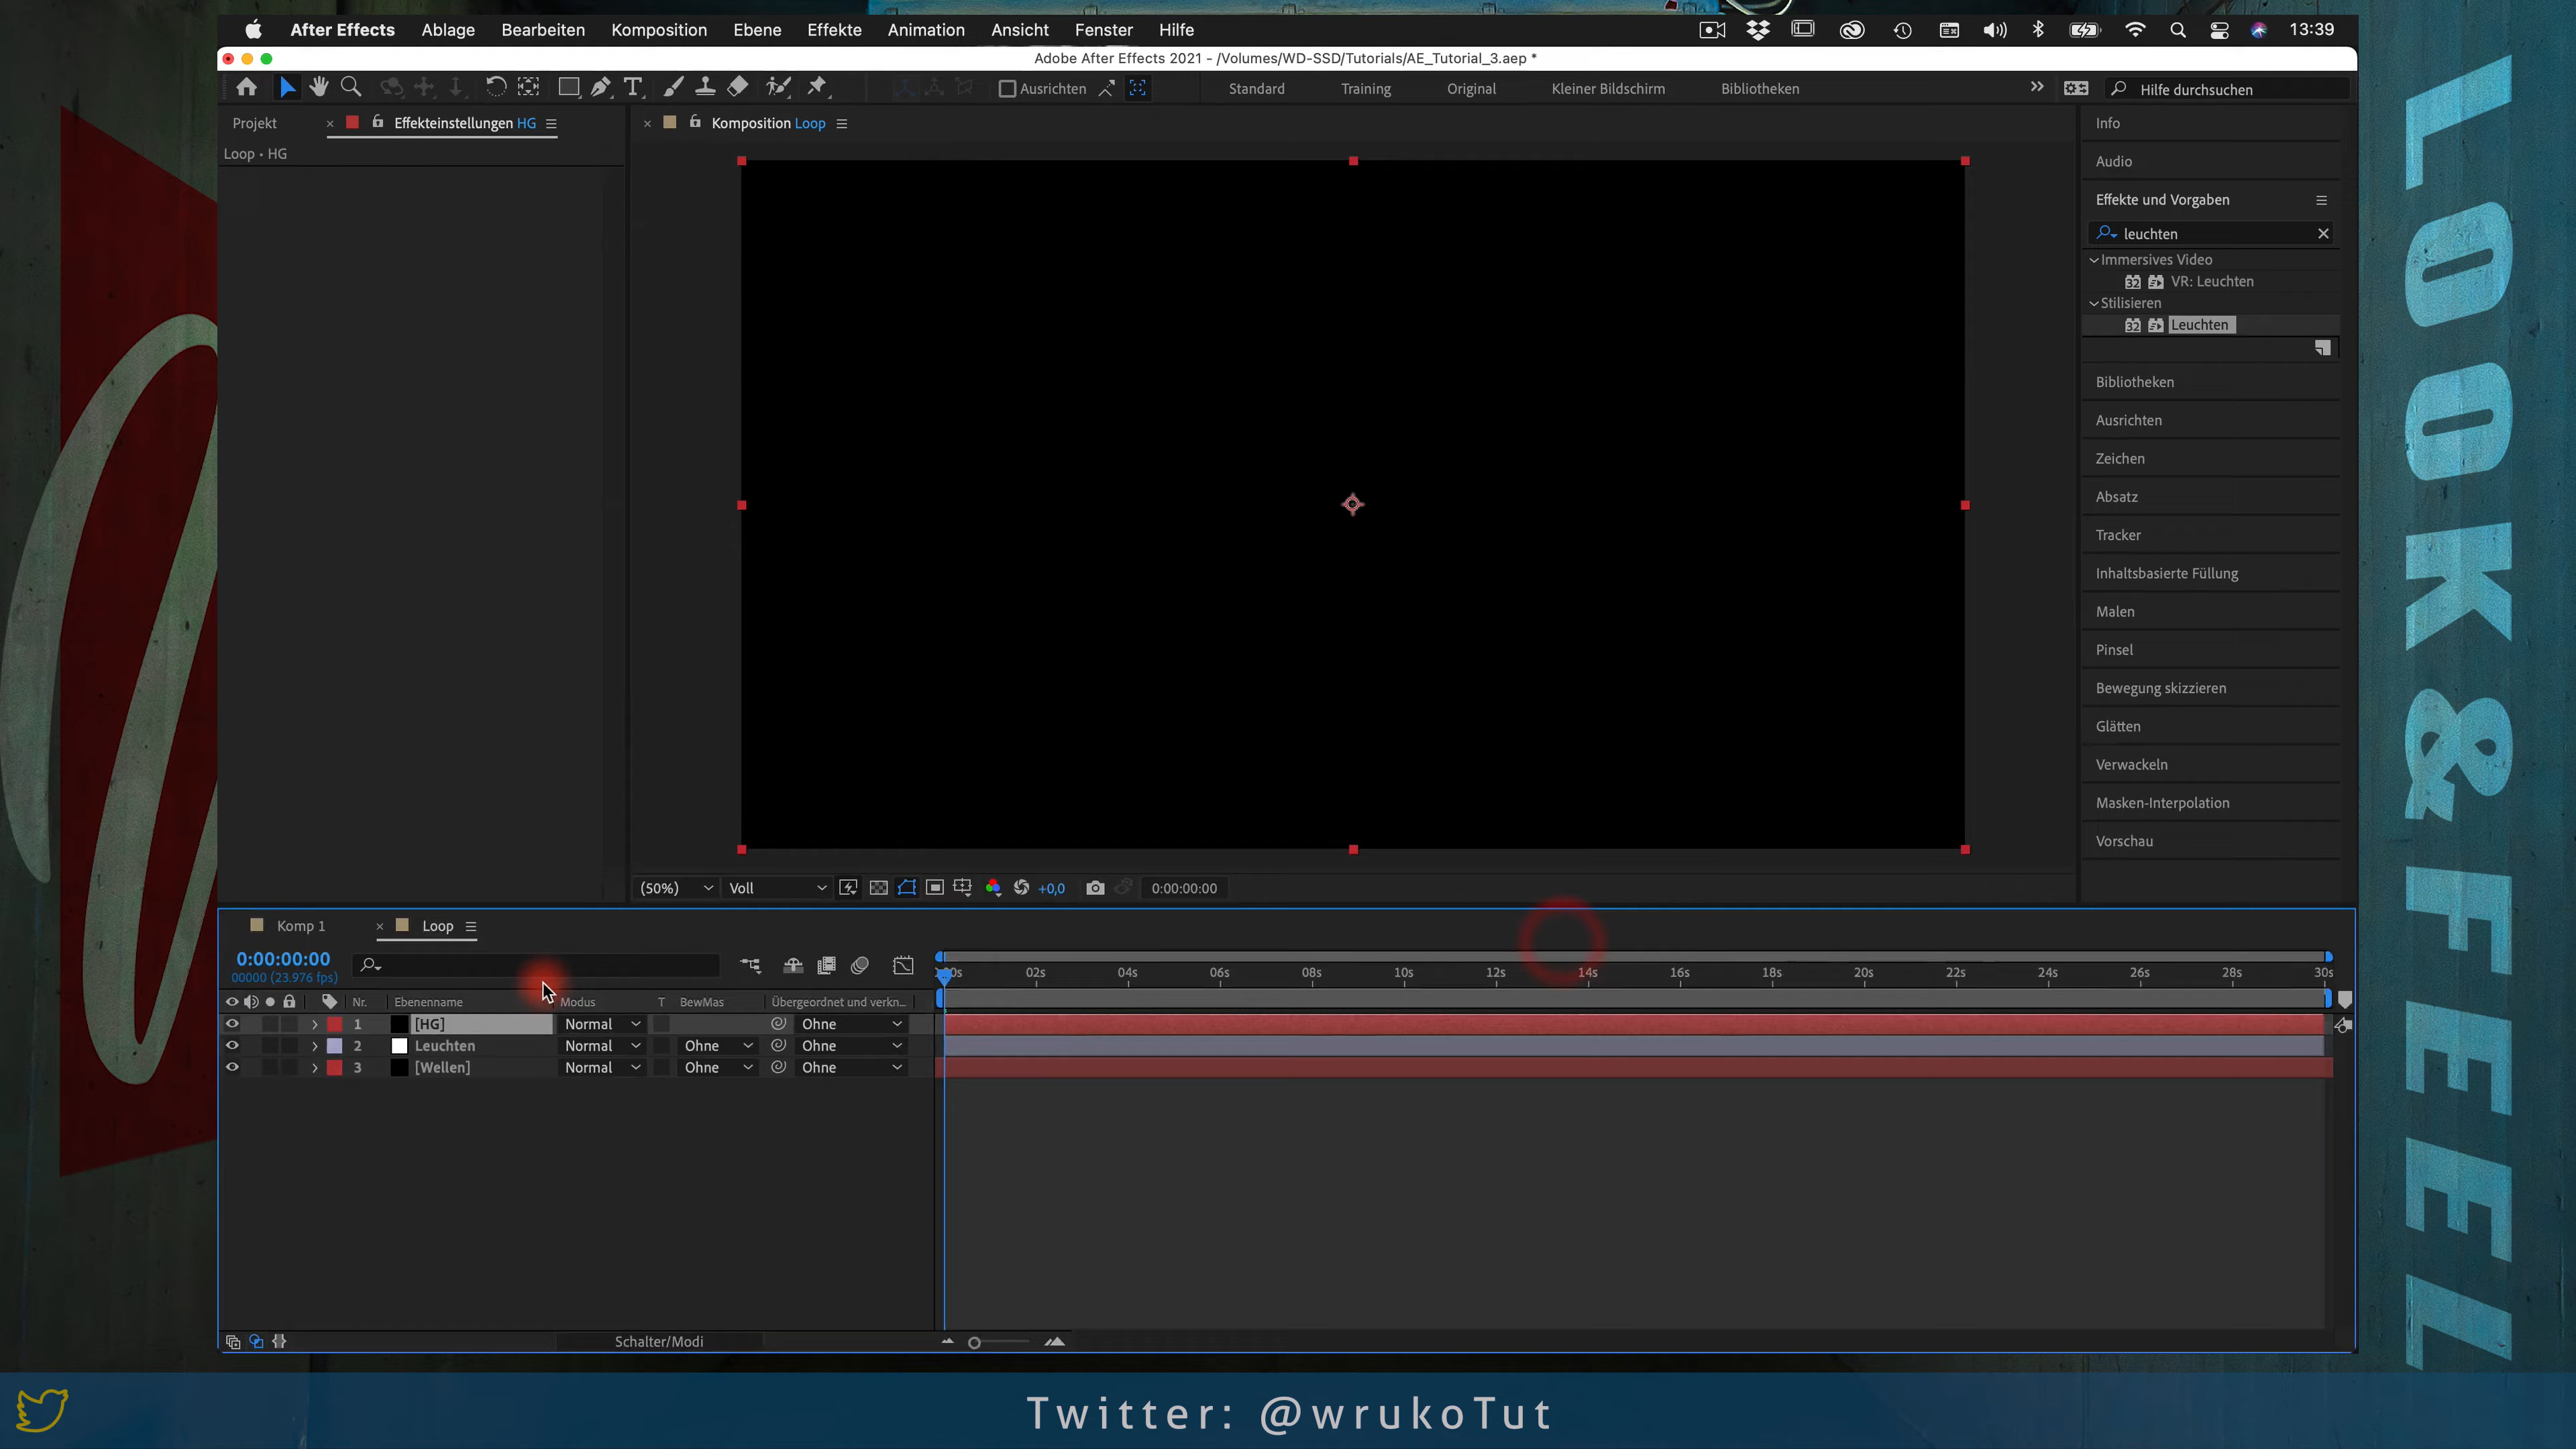 After Effects Ablage Bearbeiten Komposition Ebene Effekte Animation Ansicht Fenster Hilfe 13:39
Adobe After Effects 2021 - /Volumes/WD-SSD/Tutorials/AE_Tutorial_3.aep *
Ausrichten Standard Training Original Kleiner Bildschirm Bibliotheken Hilfe durchsuchen
Projekt Effekteinstellungen HG Komposition Loop Info
Loop • HG
Audio
Effekte und Vorgaben
leuchten
Immersives Video
32 VR: Leuchten
Stilisieren
32 Leuchten
Bibliotheken
Ausrichten
Zeichen
Absatz
Tracker
Inhaltsbasierte Füllung
Malen
Pinsel
Bewegung skizzieren
Glätten
Verwackeln
Masken-Interpolation
Vorschau
(50%) Voll +0,0 0:00:00:00
Komp 1 Loop
0:00:00:00
00000 (23.976 fps)
00s 02s 04s 06s 08s 10s 12s 14s 16s 18s 20s 22s 24s 26s 28s 30s
Nr. Ebenenname Modus T BewMas Übergeordnet und verkn...
1 [HG] Normal Ohne
2 Leuchten Normal Ohne Ohne
3 [Wellen] Normal Ohne Ohne
Schalter/Modi
LOOK&FEEL
Twitter: @wrukoTut